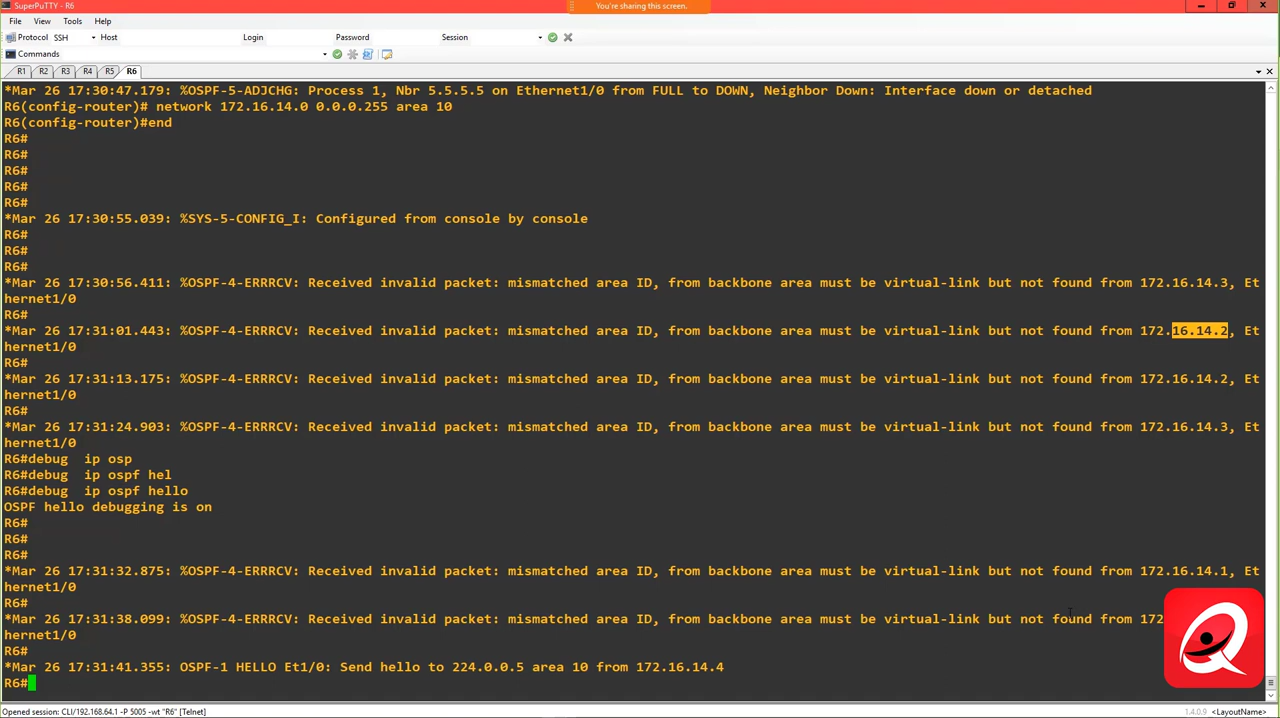 SuperPuTTY - R6
You're sharing this screen.
File View Tools Help
Protocol SSH Host Login Password Session
Commands
R1 R2 R3 R4 R5 R6
*Mar 26 17:30:47.179: %OSPF-5-ADJCHG: Process 1, Nbr 5.5.5.5 on Ethernet1/0 from FULL to DOWN, Neighbor Down: Interface down or detached
R6(config-router)# network 172.16.14.0 0.0.0.255 area 10
R6(config-router)#end
R6#
R6#
R6#
R6#
R6#
*Mar 26 17:30:55.039: %SYS-5-CONFIG_I: Configured from console by console
R6#
R6#
R6#
*Mar 26 17:30:56.411: %OSPF-4-ERRRCV: Received invalid packet: mismatched area ID, from backbone area must be virtual-link but not found from 172.16.14.3, Et
hernet1/0
R6#
*Mar 26 17:31:01.443: %OSPF-4-ERRRCV: Received invalid packet: mismatched area ID, from backbone area must be virtual-link but not found from 172.16.14.2, Et
hernet1/0
R6#
*Mar 26 17:31:13.175: %OSPF-4-ERRRCV: Received invalid packet: mismatched area ID, from backbone area must be virtual-link but not found from 172.16.14.2, Et
hernet1/0
R6#
*Mar 26 17:31:24.903: %OSPF-4-ERRRCV: Received invalid packet: mismatched area ID, from backbone area must be virtual-link but not found from 172.16.14.3, Et
hernet1/0
R6#debug  ip osp
R6#debug  ip ospf hel
R6#debug  ip ospf hello
OSPF hello debugging is on
R6#
R6#
R6#
*Mar 26 17:31:32.875: %OSPF-4-ERRRCV: Received invalid packet: mismatched area ID, from backbone area must be virtual-link but not found from 172.16.14.1, Et
hernet1/0
R6#
*Mar 26 17:31:38.099: %OSPF-4-ERRRCV: Received invalid packet: mismatched area ID, from backbone area must be virtual-link but not found from 172
hernet1/0
R6#
*Mar 26 17:31:41.355: OSPF-1 HELLO Et1/0: Send hello to 224.0.0.5 area 10 from 172.16.14.4
R6#
Opened session: CLI/192.168.64.1 -P 5005 -wt "R6" [Telnet]
1.4.0.9 <LayoutName>